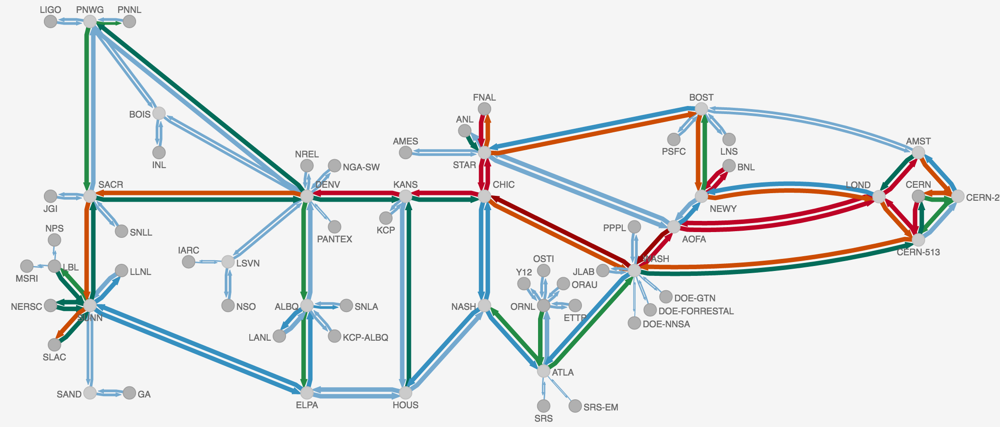 LIGO
PNWG
PNNL
FNAL
BOST
BOIS
ANL
AMES
AMST
PSFC
LNS
STAR
INL
NREL
NGA-SW
BNL
SACR
DENV
KANS
CHIC
LOND
CERN
CERN-2
JGI
NEWY
NPS
SNLL
KCP
PANTEX
PPPL
AOFA
CERN-513
IARC
LSVN
OSTI
WASH
MSRI
LBL
LLNL
Y12
JLAB
ORAU
DOE-GTN
NERSC
NSO
ALBQ
SNLA
NASH
ORNL
DOE-FORRESTAL
SUNN
ETTP
DOE-NNSA
LANL
KCP-ALBQ
SLAC
ATLA
SAND
GA
ELPA
HOUS
SRS-EM
SRS